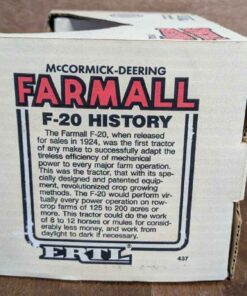 McCORMICK-DEERING
FARMALL
F-20 HISTORY
The Farmall F-20, when released
for sales in 1924, was the first tractor
of any make to successfully adapt the
tireless efficiency of mechanical
power to every major farm operation.
This was the tractor, that with its spe-
cially designed and patented equip-
ment, revolutionized crop growing
methods. The F-20 would perform vir-
tually every power operation on row-
crop farms of 125 to 200 acres or
more. This tractor could do the work
of 8 to 12 horses or mules for consid-
erably less money, and work from
daylight to dark if necessary.
ERTL
437